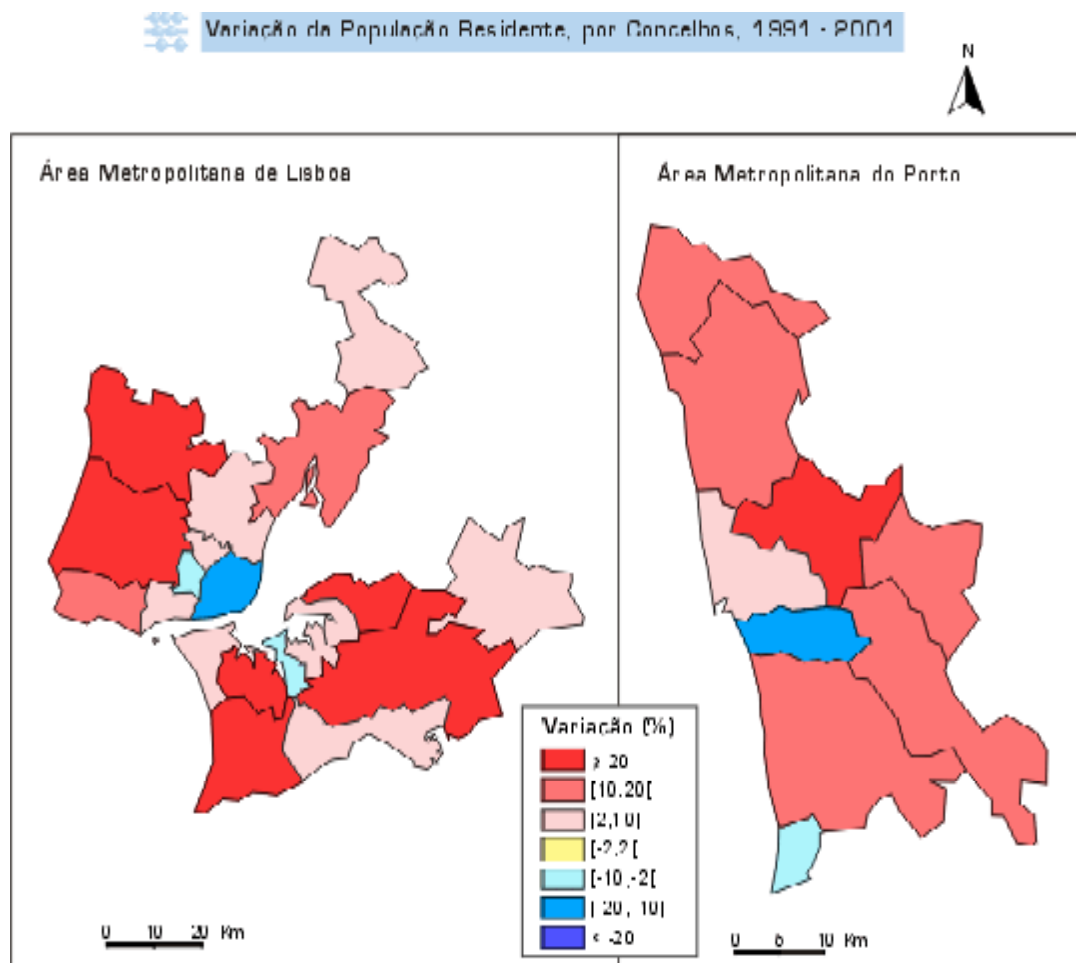 Variação da População Residente, por Concelhos, 1991 - 2001
N
Área Metropolitana de Lisboa
Área Metropolitana do Porto
Variação (%)
≥ 20
[10,20[
[2,10[
[-2,2[
[-10,-2[
[-20,-10[
< -20
0 10 20 Km
0 5 10 Km